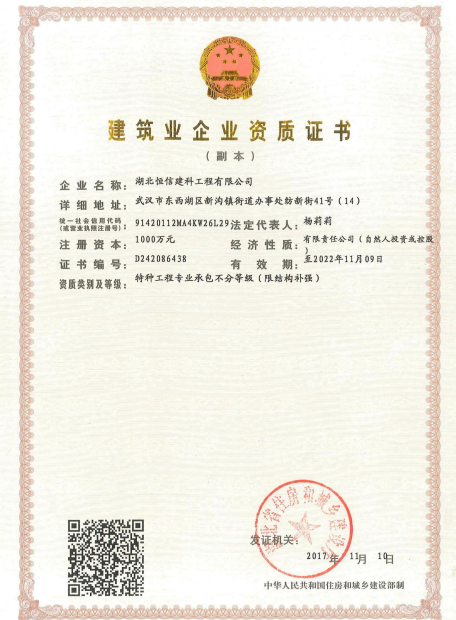 建筑业企业资质证书
(副本)
企业名称: 湖北恒信建科工程有限公司
详细地址: 武汉市东西湖区新沟镇街道办事处纺新街41号(14)
统一社会信用代码(或营业执照注册号): 91420112MA4KW26L29 法定代表人: 杨莉莉
注册资本: 1000万元 经济性质: 有限责任公司(自然人投资或控股)
证书编号: D242086438 有效期: 至2022年11月09日
资质类别及等级: 特种工程专业承包不分等级(限结构补强)
省住房和城乡建设
发证机关:
2017年 11月 10日
中华人民共和国住房和城乡建设部制